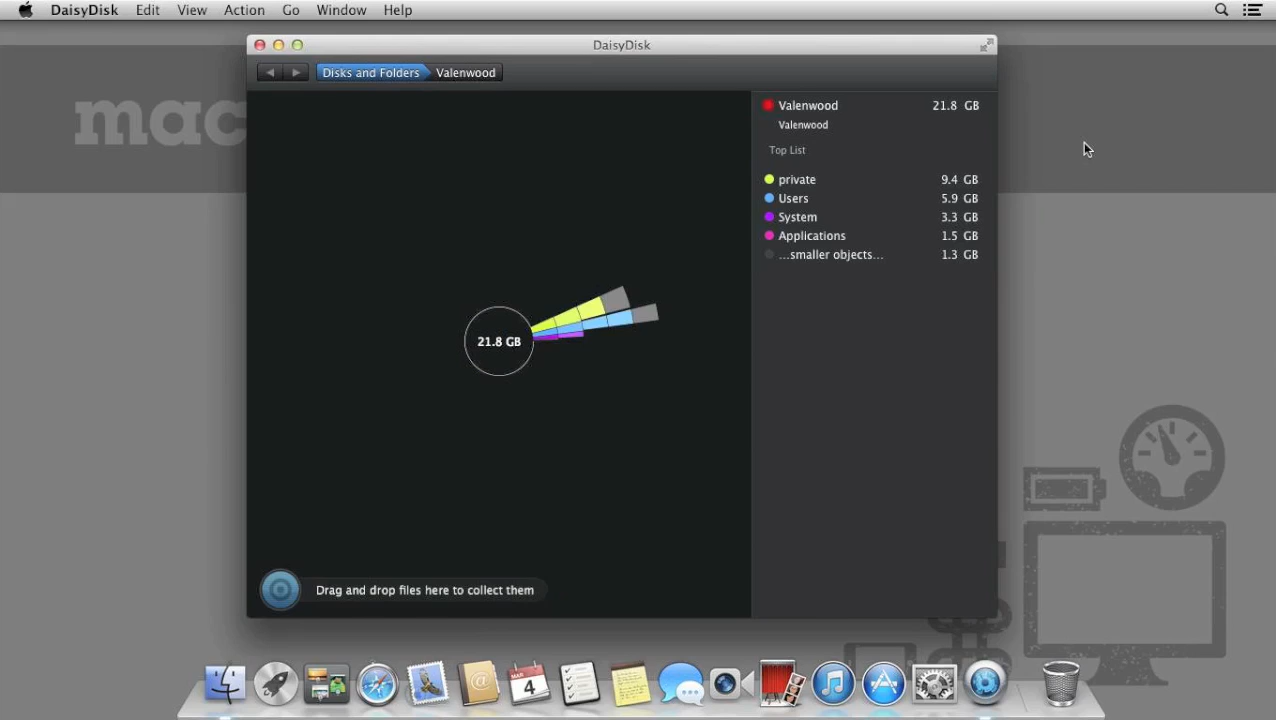 DaisyDisk Edit View Action Go Window Help
DaisyDisk
Disks and Folders Valenwood
mac
Valenwood 21.8 GB
Valenwood
Top List
private 9.4 GB
Users 5.9 GB
System 3.3 GB
Applications 1.5 GB
...smaller objects... 1.3 GB
21.8 GB
Drag and drop files here to collect them
MAR
4
@